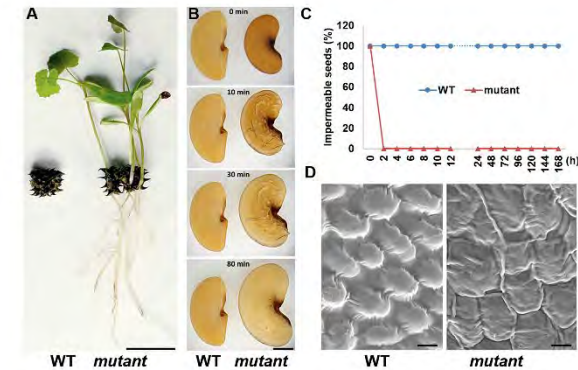 A
WT mutant
B
0 min
10 min
30 min
80 min
WT mutant
C
Impermeable seeds (%)
120
100
80
60
40
20
0
WT mutant
0 2 4 6 8 10 12 24 48 72 96 120 144 168 (h)
D
WT mutant